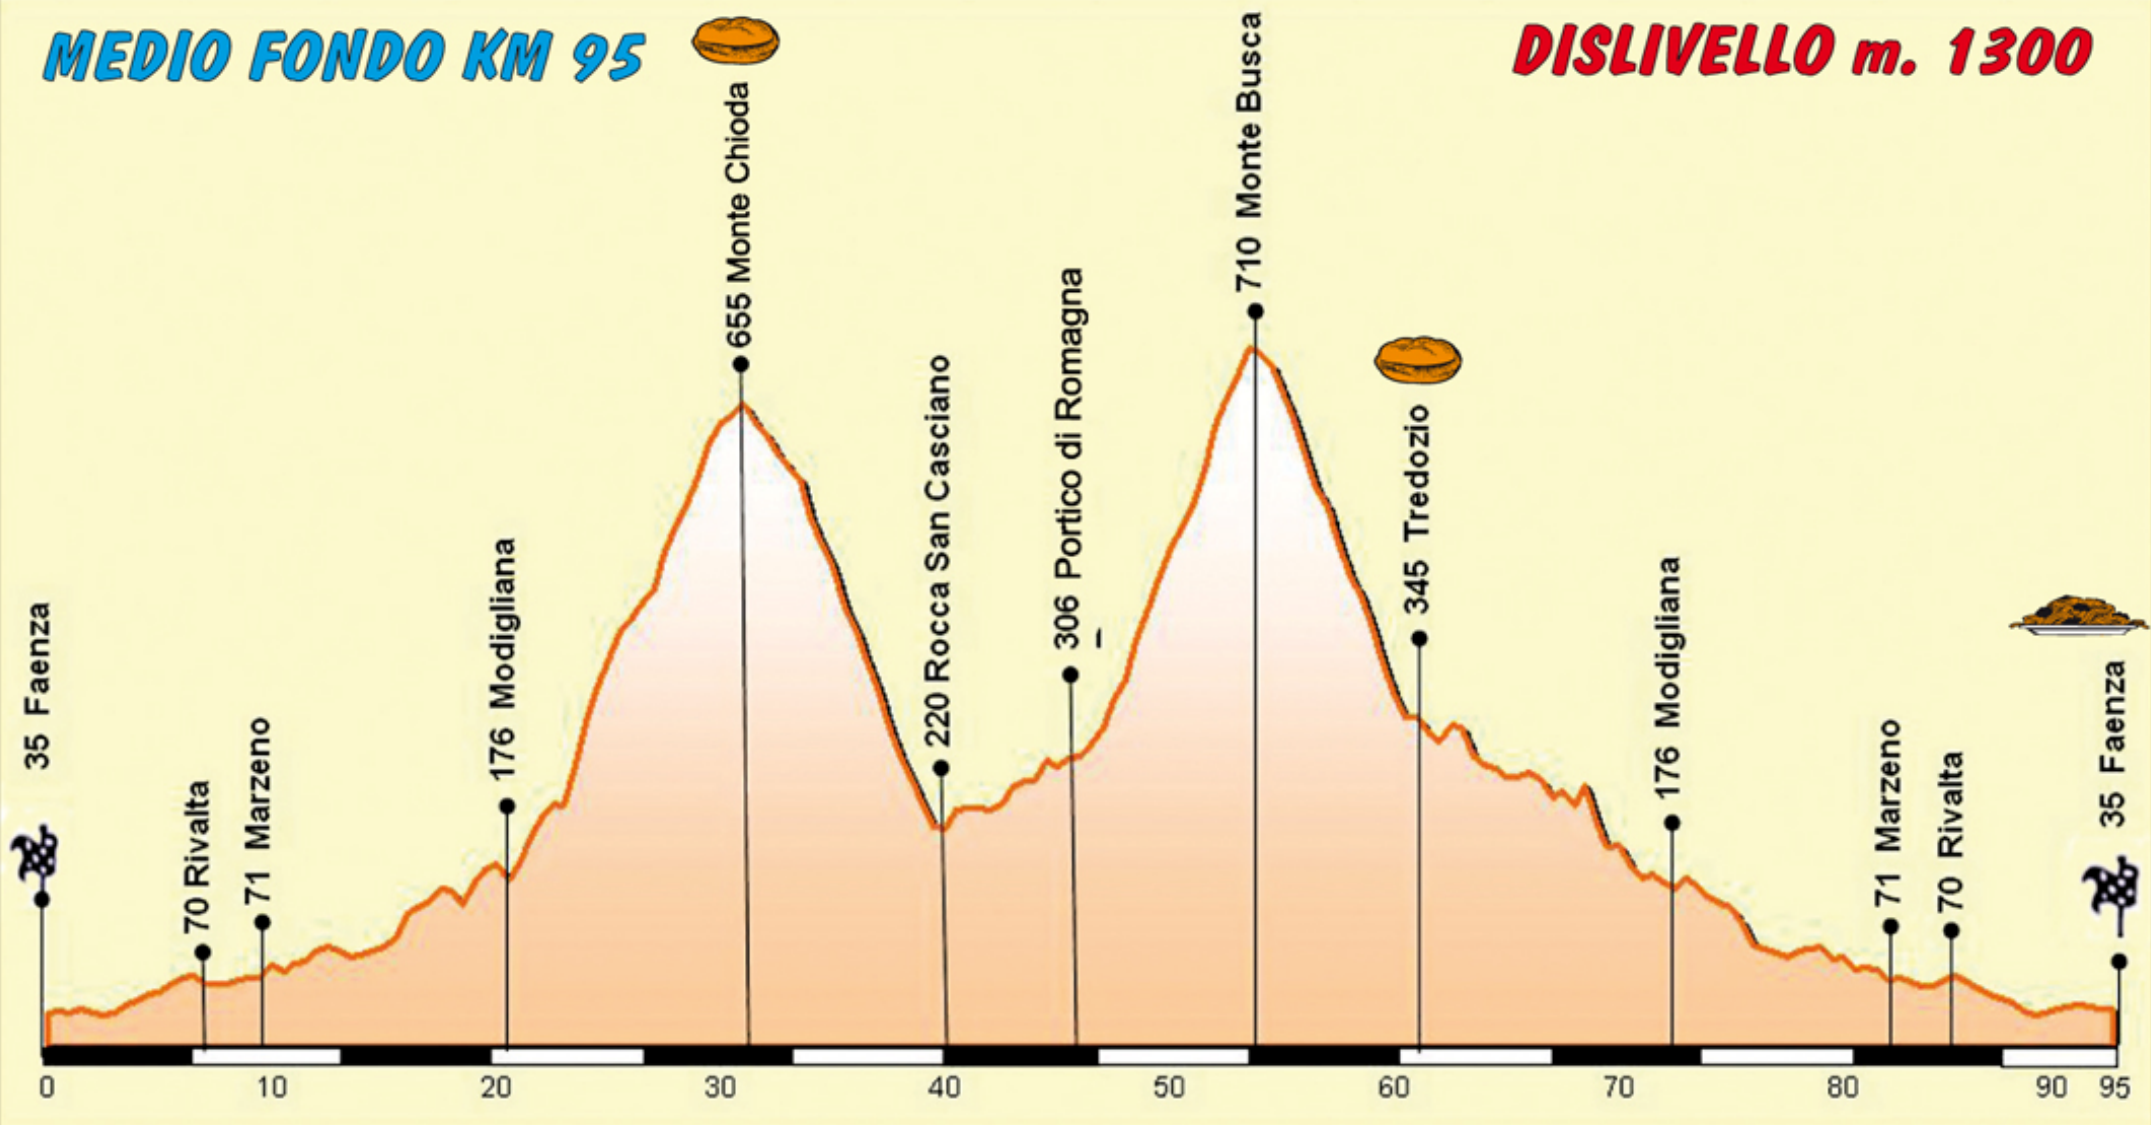 MEDIO FONDO KM 95
DISLIVELLO m. 1300
35 Faenza
70 Rivalta
71 Marzeno
176 Modigliana
655 Monte Chioda
220 Rocca San Casciano
306 Portico di Romagna
710 Monte Busca
345 Tredozio
176 Modigliana
71 Marzeno
70 Rivalta
35 Faenza
0 10 20 30 40 50 60 70 80 90 95